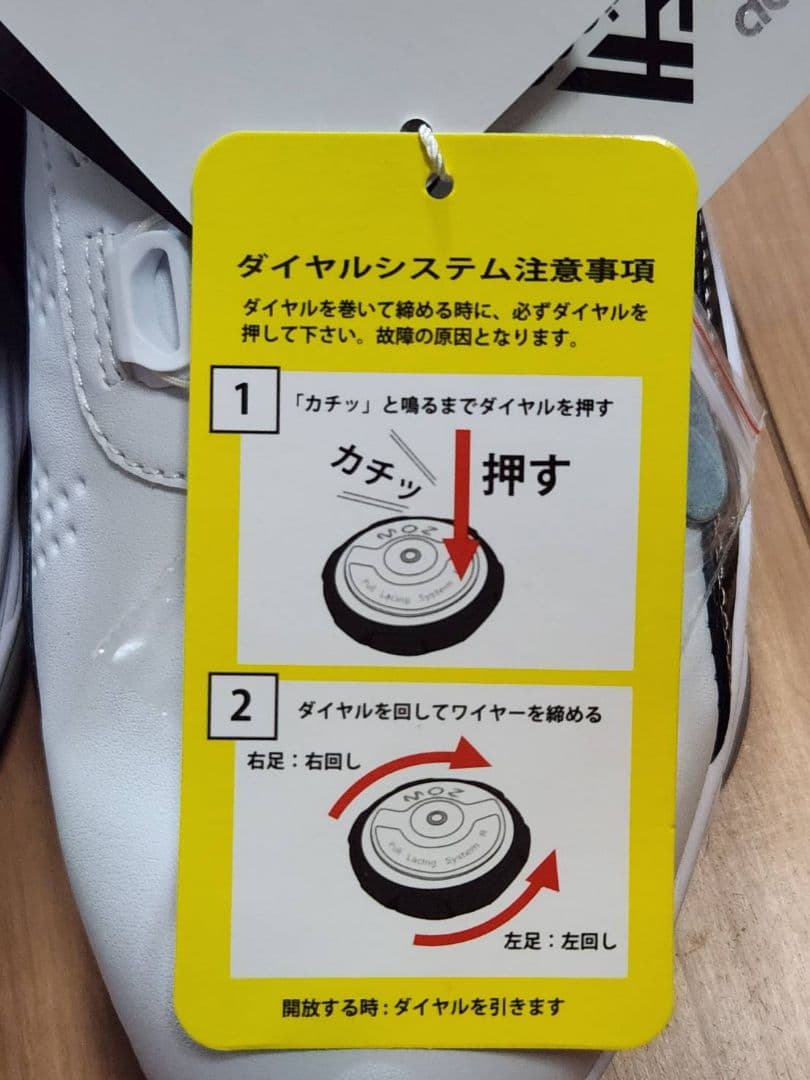 ad
ダイヤルシステム注意事項
ダイヤルを巻いて締める時に、必ずダイヤルを
押して下さい。故障の原因となります。
1
「カチッ」と鳴るまでダイヤルを押す
カチッ
押す
MOZ
Full Lacing System
2
ダイヤルを回してワイヤーを締める
右足：右回し
MOZ
Full Lacing System R
左足：左回し
開放する時：ダイヤルを引きます